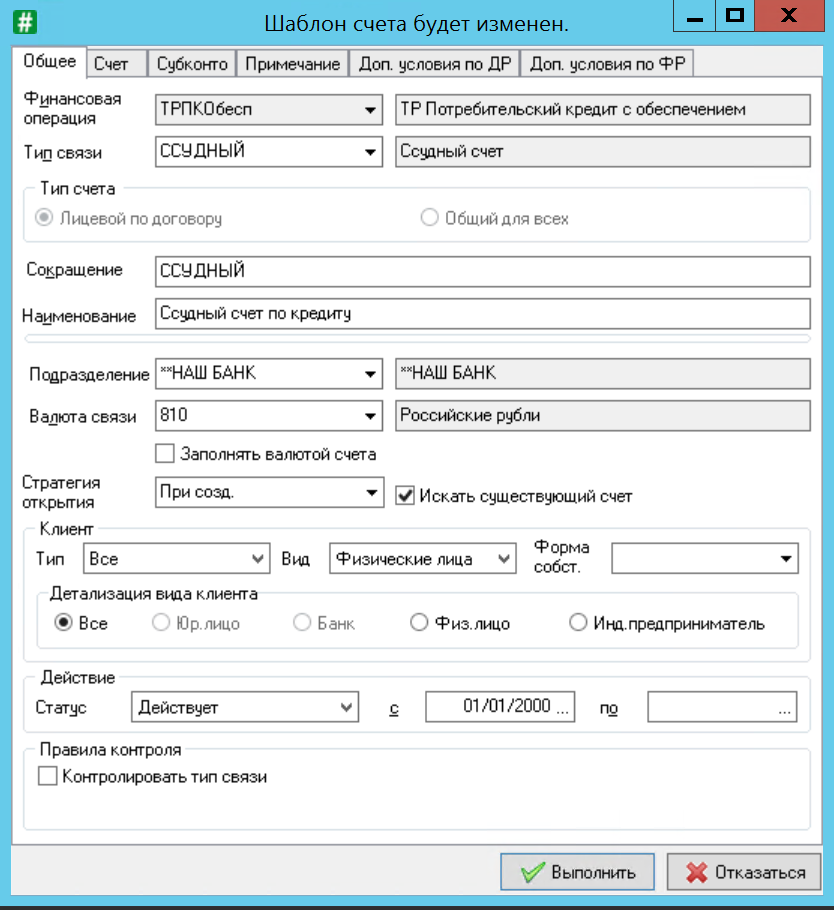 #
Шаблон счета будет изменен.
Общее Счет Субконто Примечание Доп. условия по ДР Доп. условия по ФР
Финансовая операция ТРПКОбесп ТР Потребительский кредит с обеспечением
Тип связи ССУДНЫЙ Ссудный счет
Тип счета
Лицевой по договору Общий для всех
Сокращение ССУДНЫЙ
Наименование Ссудный счет по кредиту
Подразделение **НАШ БАНК **НАШ БАНК
Валюта связи 810 Российские рубли
Заполнять валютой счета
Стратегия открытия При созд. Искать существующий счет
Клиент
Тип Все Вид Физические лица Форма собст.
Детализация вида клиента
Все Юр.лицо Банк Физ.лицо Инд.предприниматель
Действие
Статус Действует с 01/01/2000 ... по ...
Правила контроля
Контролировать тип связи
Выполнить Отказаться